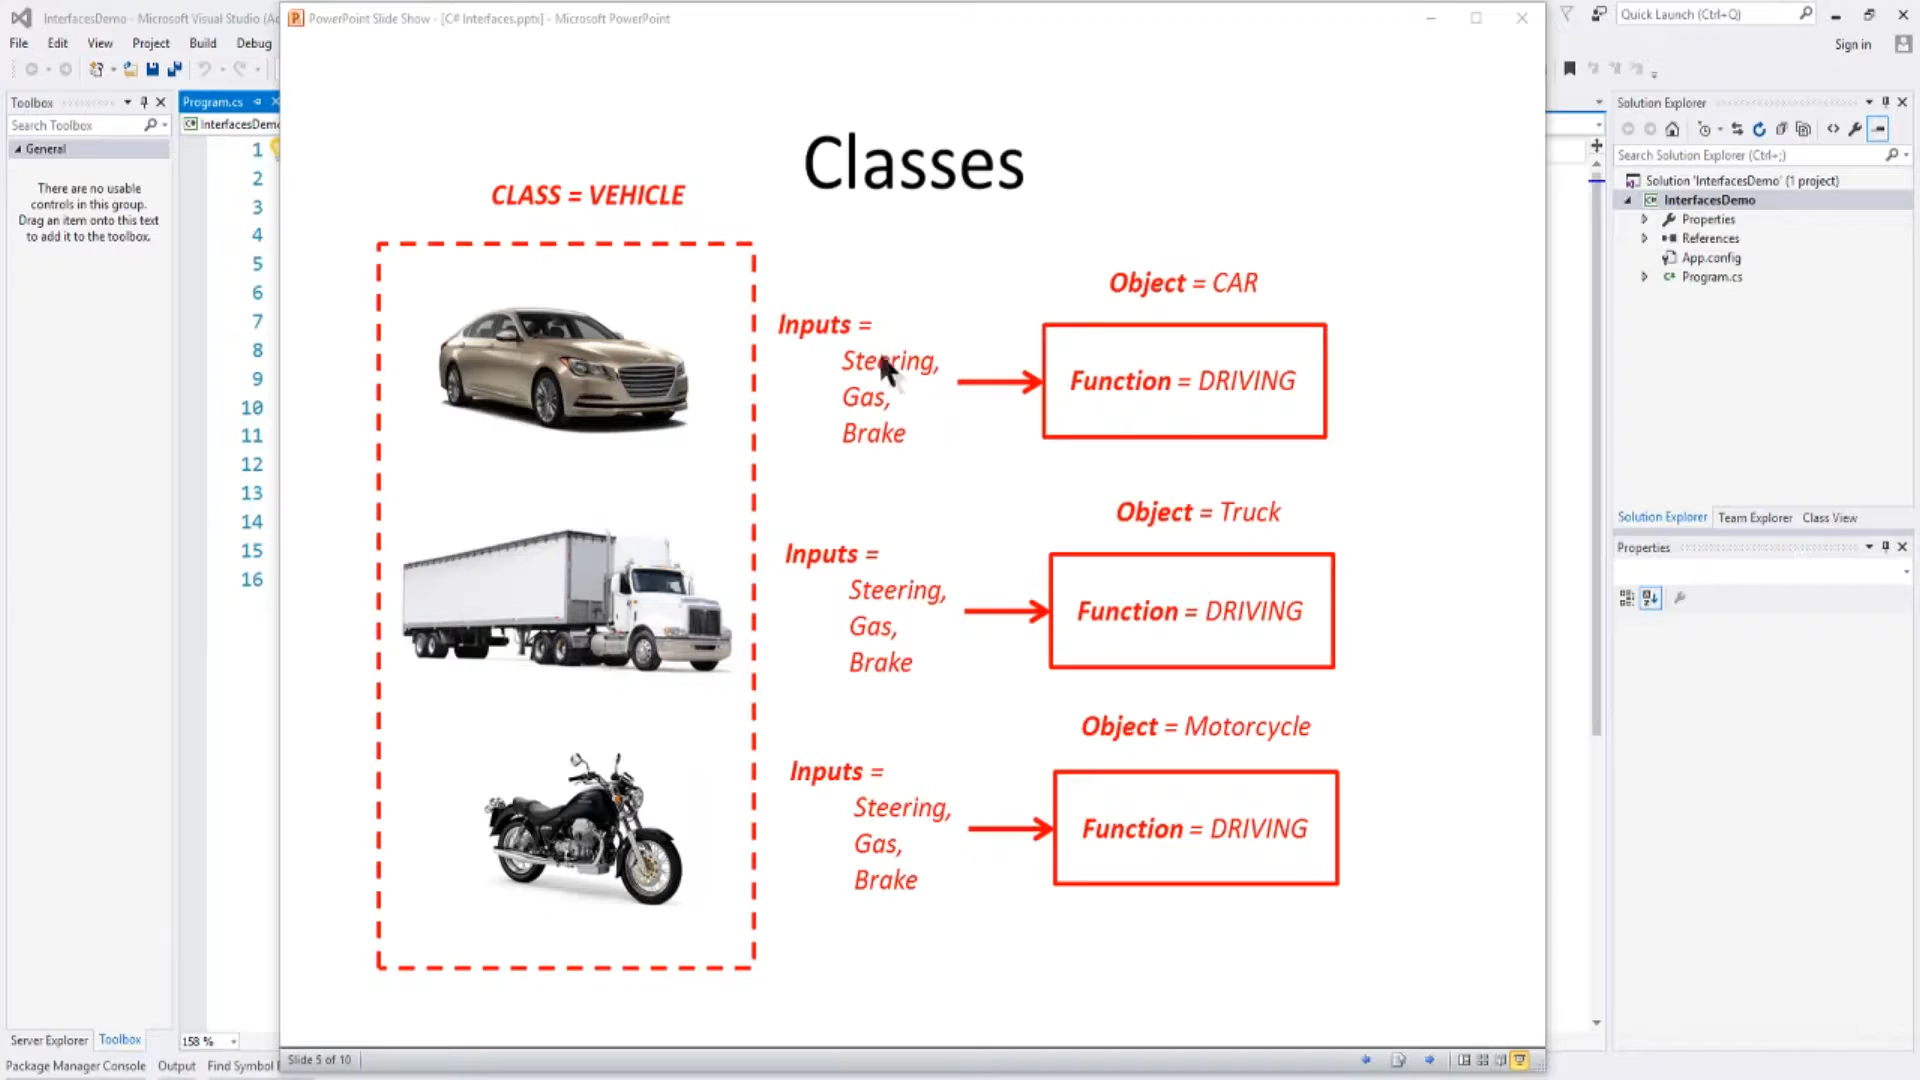 InterfacesDemo - Microsoft Visual Studio (Ad
PowerPoint Slide Show - [C# Interfaces.pptx] - Microsoft PowerPoint
Quick Launch (Ctrl+Q)
File Edit View Project Build Debug
Sign in
Toolbox
Search Toolbox
General
There are no usable
controls in this group.
Drag an item onto this text
to add it to the toolbox.
Program.cs
InterfacesDemo
1
2
3
4
5
6
7
8
9
10
11
12
13
14
15
16
Classes
CLASS = VEHICLE
Object = CAR
Inputs =
Steering,
Gas,
Brake
Function = DRIVING
Object = Truck
Inputs =
Steering,
Gas,
Brake
Function = DRIVING
Object = Motorcycle
Inputs =
Steering,
Gas,
Brake
Function = DRIVING
Solution Explorer
Search Solution Explorer (Ctrl+;)
Solution 'InterfacesDemo' (1 project)
InterfacesDemo
Properties
References
App.config
Program.cs
Solution Explorer Team Explorer Class View
Properties
Server Explorer Toolbox
158 %
Package Manager Console Output Find Symbol
Slide 5 of 10